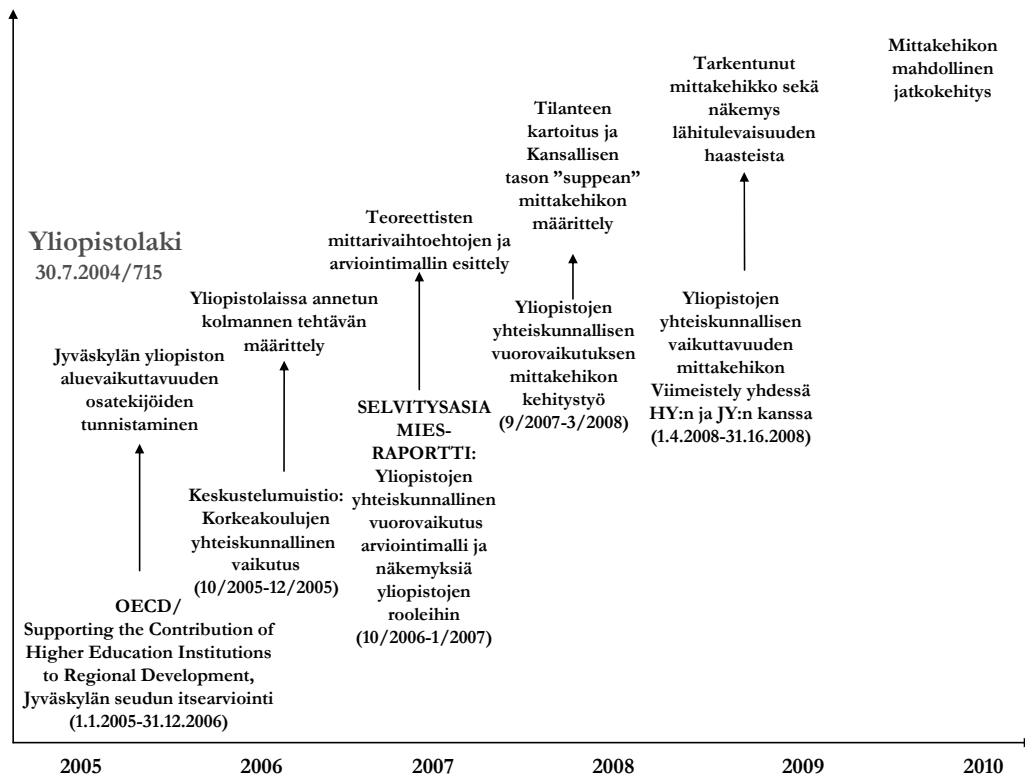 Yliopistolaki
30.7.2004/715
Jyväskylän yliopiston
aluevaikuttavuuden
osatekijöiden
tunnistaminen
OECD/
Supporting the Contribution of
Higher Education Institutions
to Regional Development,
Jyväskylän seudun itsearviointi
(1.1.2005-31.12.2006)
Yliopistolaissa annetun
kolmannen tehtävän
määrittely
Keskustelumuistio:
Korkeakoulujen
yhteiskunnallinen
vaikutus
(10/2005-12/2005)
Teoreettisten
mittarivaihtoehtojen ja
arviointimallin esittely
SELVITYSASIA
MIES-
RAPORTTI:
Yliopistojen
yhteiskunnallinen
vuorovaikutus
arviointimalli ja
näkemyksiä
yliopistojen
rooleihin
(10/2006-1/2007)
Tilanteen
kartoitus ja
Kansallisen
tason ”suppean”
mittakehikon
määrittely
Yliopistojen
yhteiskunnallisen
vuorovaikutuksen
mittakehikon
kehitystyö
(9/2007-3/2008)
Tarkentunut
mittakehikko sekä
näkemys
lähitulevaisuuden
haasteista
Yliopistojen
yhteiskunnallisen
vaikuttavuuden
mittakehikon
Viimeistely yhdessä
HY:n ja JY:n kanssa
(1.4.2008-31.16.2008)
Mittakehikon
mahdollinen
jatkokehitys
2005 2006 2007 2008 2009 2010